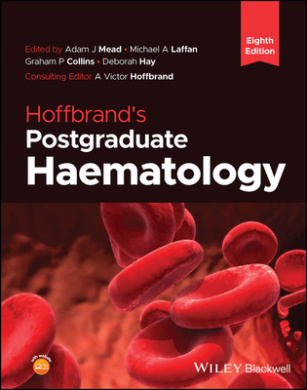 Edited by Adam J Mead • Michael A Laffan
Graham P Collins • Deborah Hay
Consulting Editor A Victor Hoffbrand
Eighth
Edition
Hoffbrand's
Postgraduate
Haematology
WILEY Blackwell